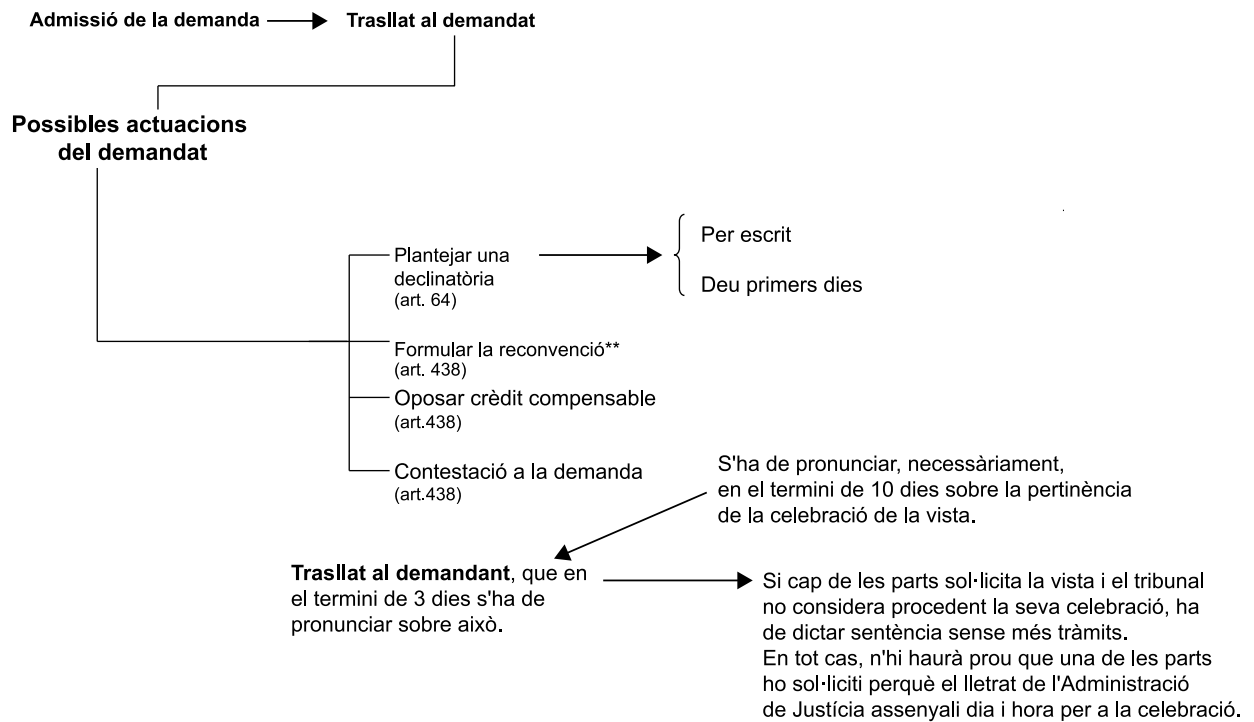 Admissió de la demanda
Trasllat al demandat
Possibles actuacions
del demandat
Plantejar una
declinatòria
(art. 64)
Per escrit
Deu primers dies
Formular la reconvenció**
(art. 438)
Oposar crèdit compensable
(art.438)
Contestació a la demanda
(art.438)
S'ha de pronunciar, necessàriament,
en el termini de 10 dies sobre la pertinència
de la celebració de la vista.
Trasllat al demandant, que en
el termini de 3 dies s'ha de
pronunciar sobre això.
Si cap de les parts sol·licita la vista i el tribunal
no considera procedent la seva celebració, ha
de dictar sentència sense més tràmits.
En tot cas, n'hi haurà prou que una de les parts
ho sol·liciti perquè el lletrat de l'Administració
de Justícia assenyali dia i hora per a la celebració.